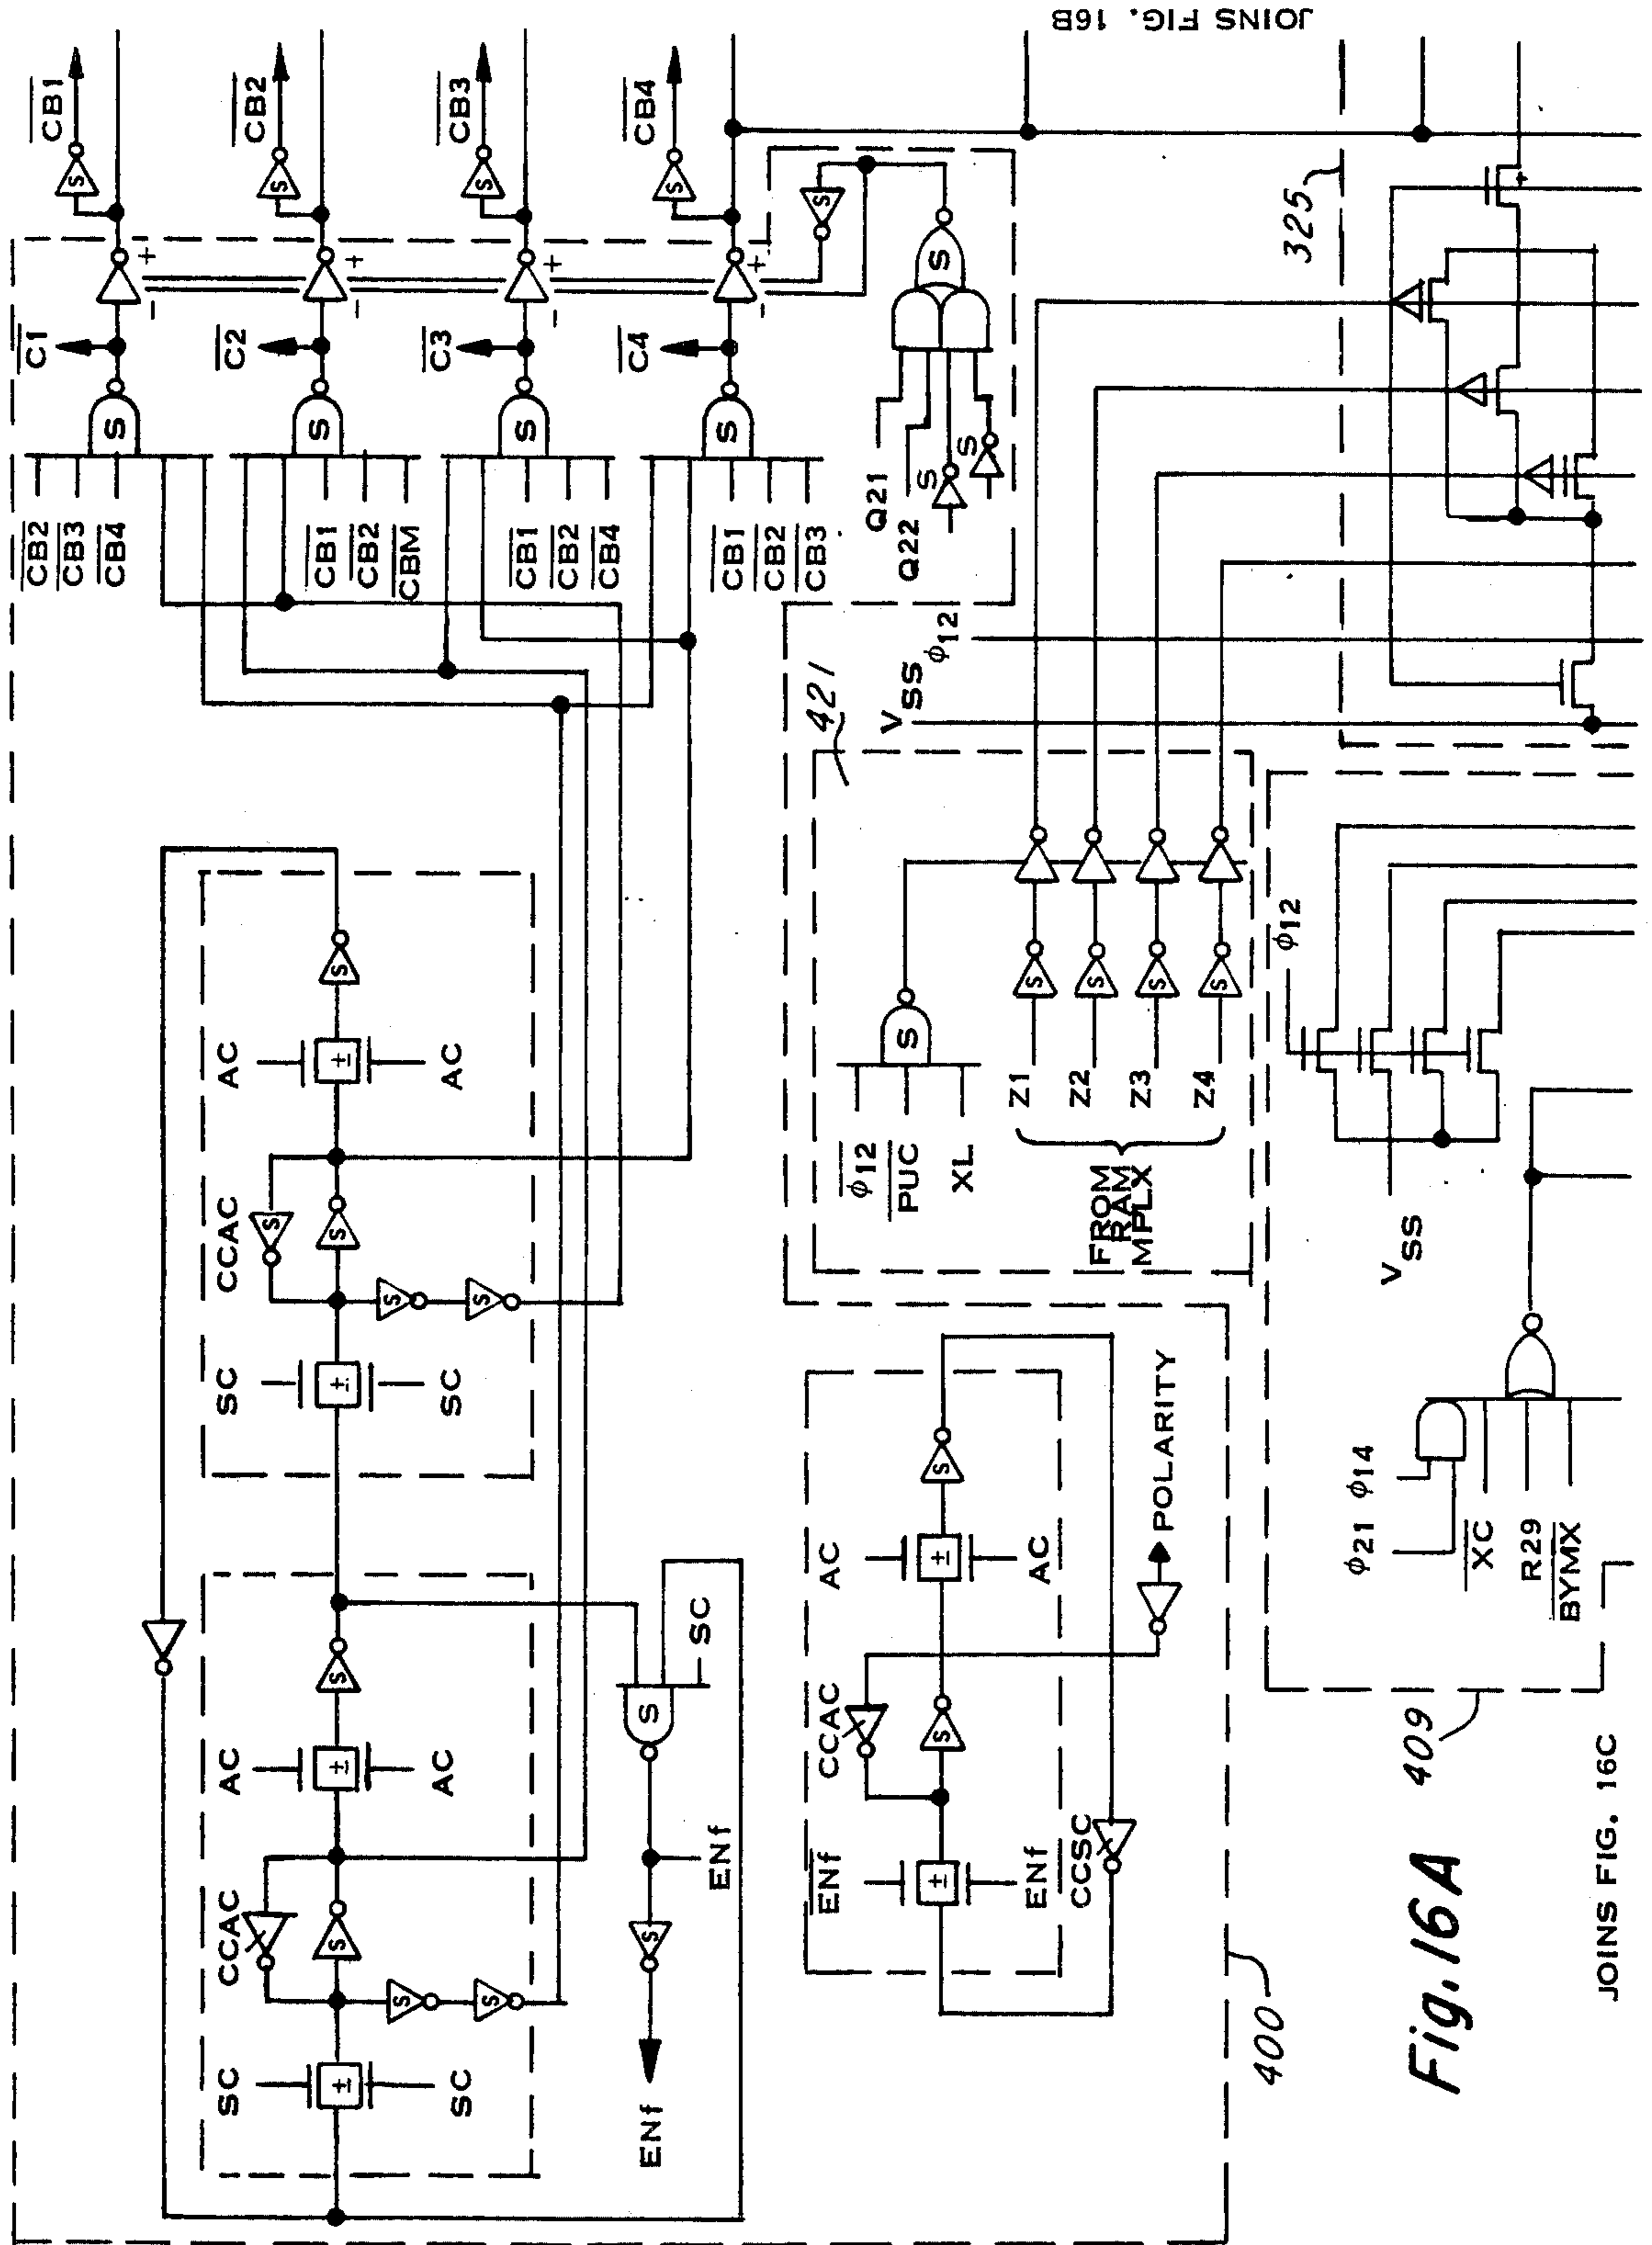 CB1
CB2
CB3
CB4
C1
C2
C3
C4
CB2
CB3
CB4
CB1
CB2
CBM
CB1
CB2
CB4
CB1
CB2
CB3
S
S
S
S
S
S
S
S
+
-
+
-
+
-
+
-
S
S
S
S
Q21
Q22
SC
SC
±
CCAC
S
S
S
AC
AC
±
S
SC
SC
±
CCAC
S
S
S
S
AC
AC
±
S
S
SC
ENf
S
ENf
ENf
ENf
±
CCAC
S
AC
AC
±
S
CCSC
POLARITY
400
421
φ12
PUC
XL
S
Z1
Z2
Z3
Z4
S
S
S
S
FROM
RAM
MPLX
VSS
φ12
325
+
φ12
VSS
φ21
φ14
XC
R29
BYMX
409
Fig.16A
JOINS FIG. 16C
JOINS FIG. 16B